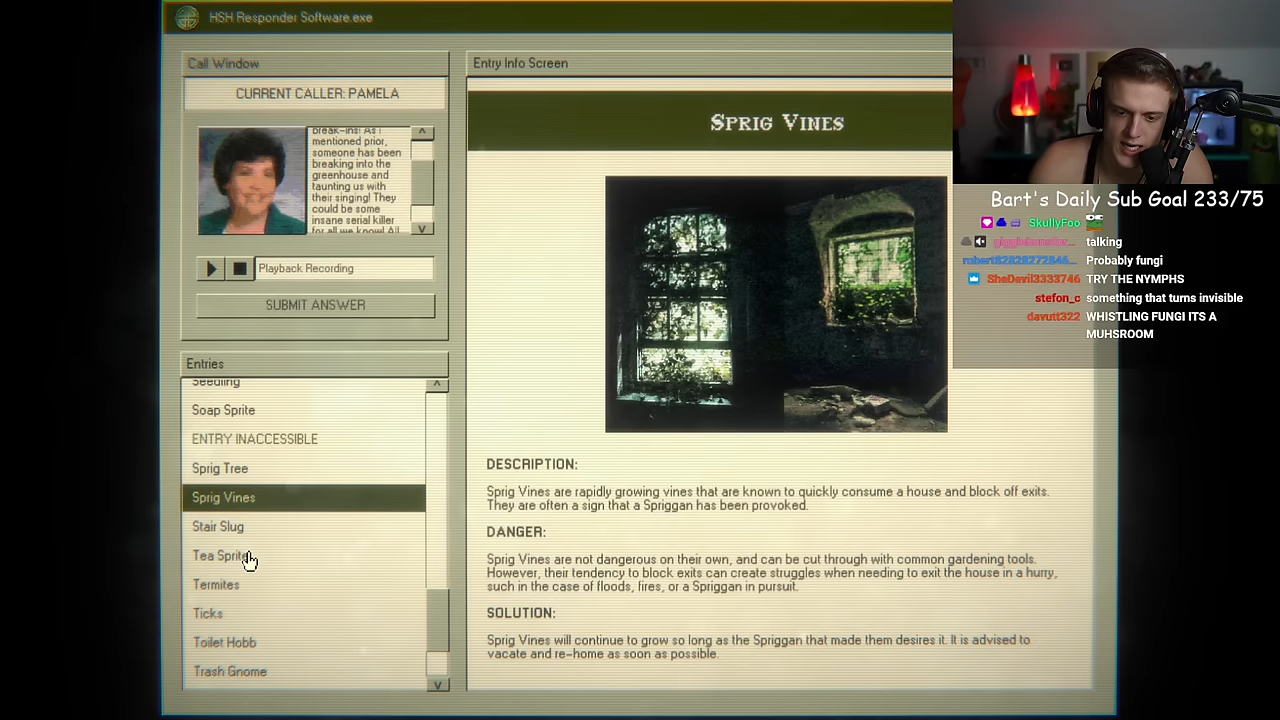 HSH Responder Software.exe
Call Window
CURRENT CALLER: PAMELA
break-ins! As I
mentioned prior,
someone has been
breaking into the
greenhouse and
taunting us with
their singing! They
could be some
insane serial killer
for all we know! All
Playback Recording
SUBMIT ANSWER
Entries
Seedling
Soap Sprite
ENTRY INACCESSIBLE
Sprig Tree
Sprig Vines
Stair Slug
Tea Sprite
Termites
Ticks
Toilet Hobb
Trash Gnome
Entry Info Screen
Sprig Vines
DESCRIPTION:
Sprig Vines are rapidly growing vines that are known to quickly consume a house and block off exits.
They are often a sign that a Spriggan has been provoked.
DANGER:
Sprig Vines are not dangerous on their own, and can be cut through with common gardening tools.
However, their tendency to block exits can create struggles when needing to exit the house in a hurry,
such in the case of floods, fires, or a Spriggan in pursuit.
SOLUTION:
Sprig Vines will continue to grow so long as the Spriggan that made them desires it. It is advised to
vacate and re-home as soon as possible.
Bart's Daily Sub Goal 233/75
SkullyFoo
talking
Probably fungi
SheDevil3333746 TRY THE NYMPHS
stefon_c something that turns invisible
davutt322 WHISTLING FUNGI ITS A
MUHSROOM